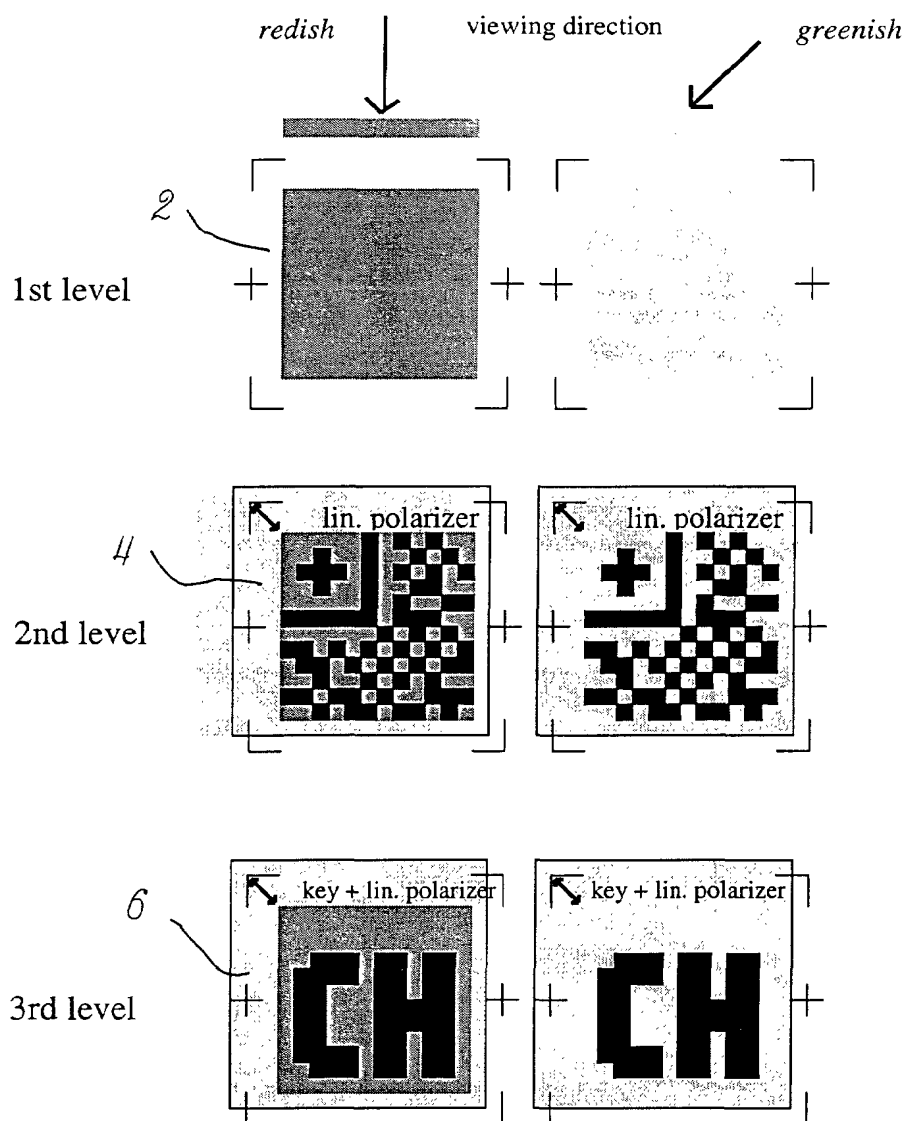 redish viewing direction greenish
2
1st level
lin. polarizer lin. polarizer
4
2nd level
key + lin. polarizer key + lin. polarizer
6
CH CH
3rd level